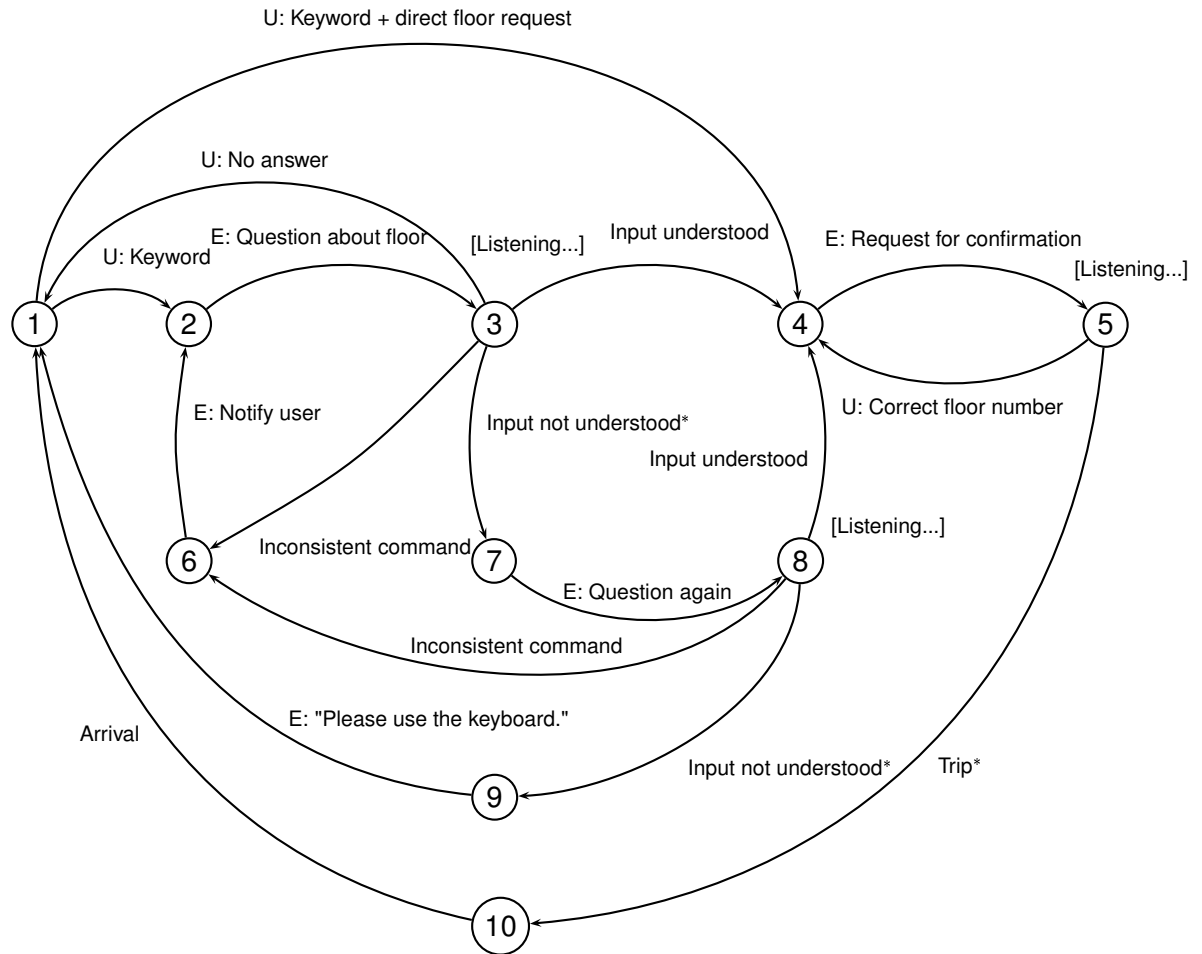 U: Keyword + direct floor request
U: No answer
E: Question about floor
[Listening...]
Input understood
E: Request for confirmation
U: Keyword
[Listening...]
1
2
3
4
5
E: Notify user
Input not understood*
U: Correct floor number
Input understood
[Listening...]
Inconsistent command
6
7
8
E: Question again
Inconsistent command
E: "Please use the keyboard."
Arrival
Input not understood*
Trip*
9
10